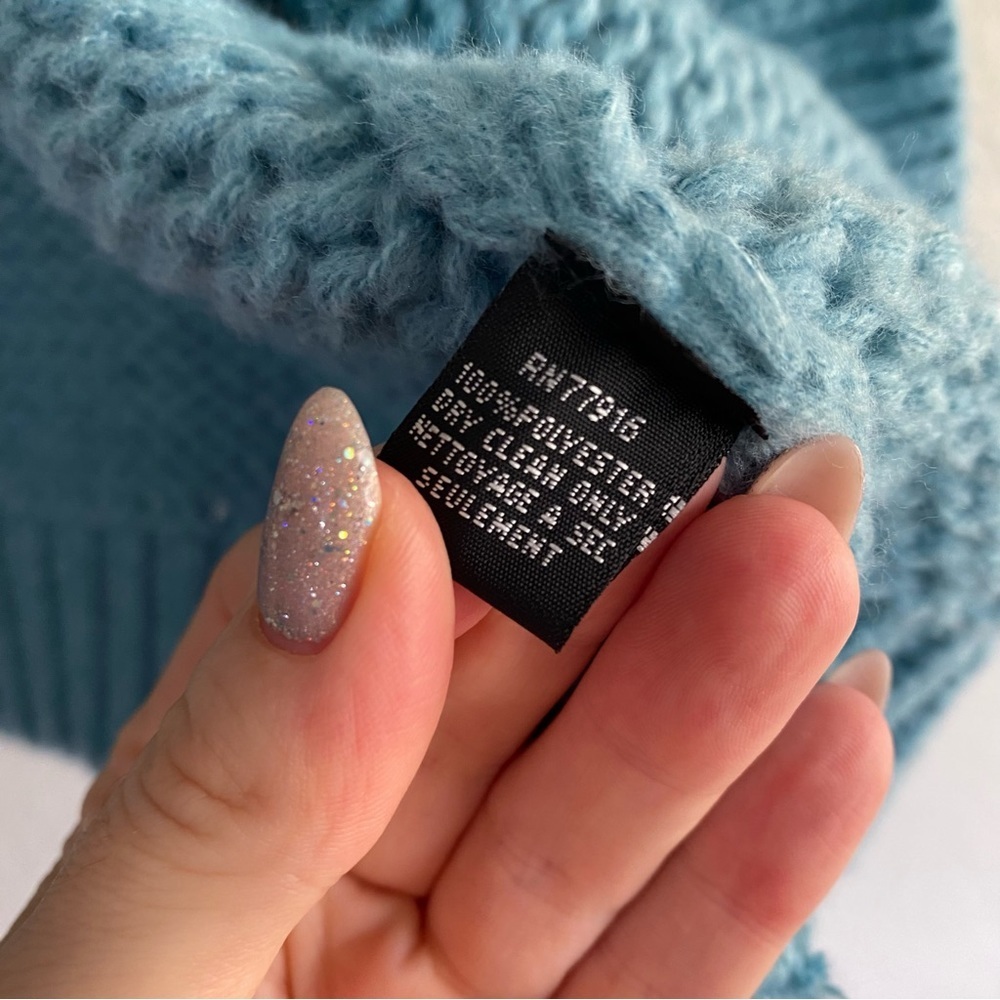 RN77916
100%POLYESTER
DRY CLEAN ONLY
NETTOYAGE A SEC
SEULEMENT